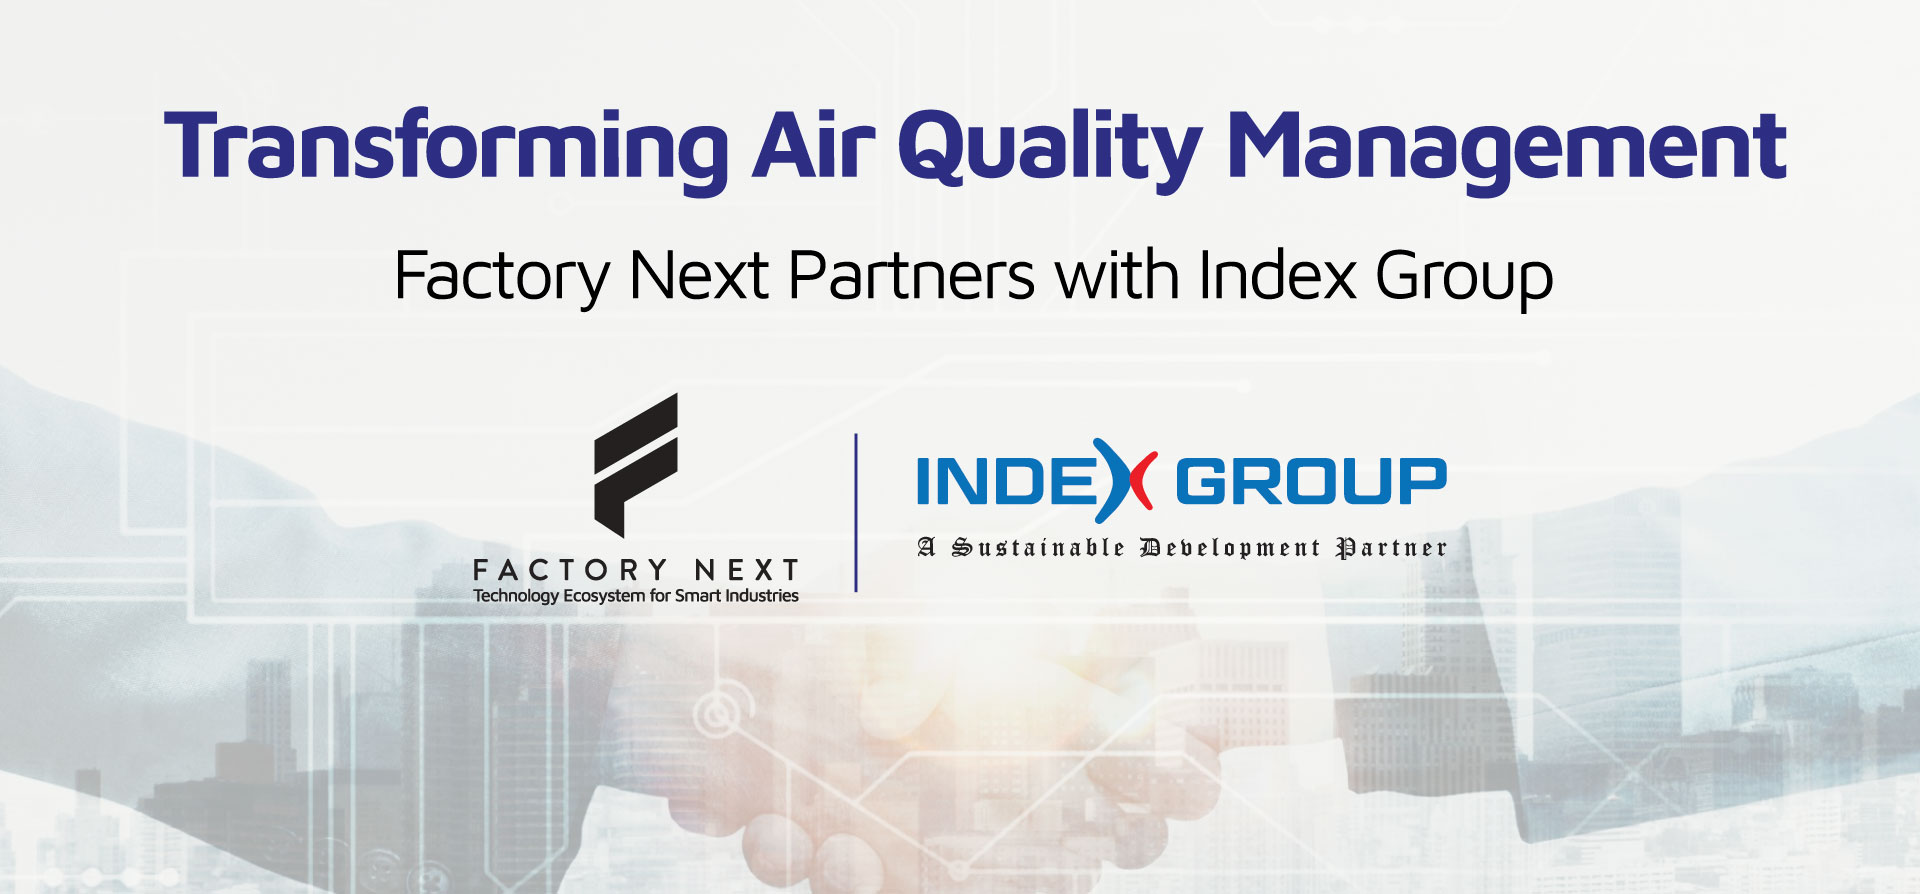 Transforming Air Quality Management
Factory Next Partners with Index Group
FACTORY NEXT
Technology Ecosystem for Smart Industries
INDEX GROUP
A Sustainable Development Partner